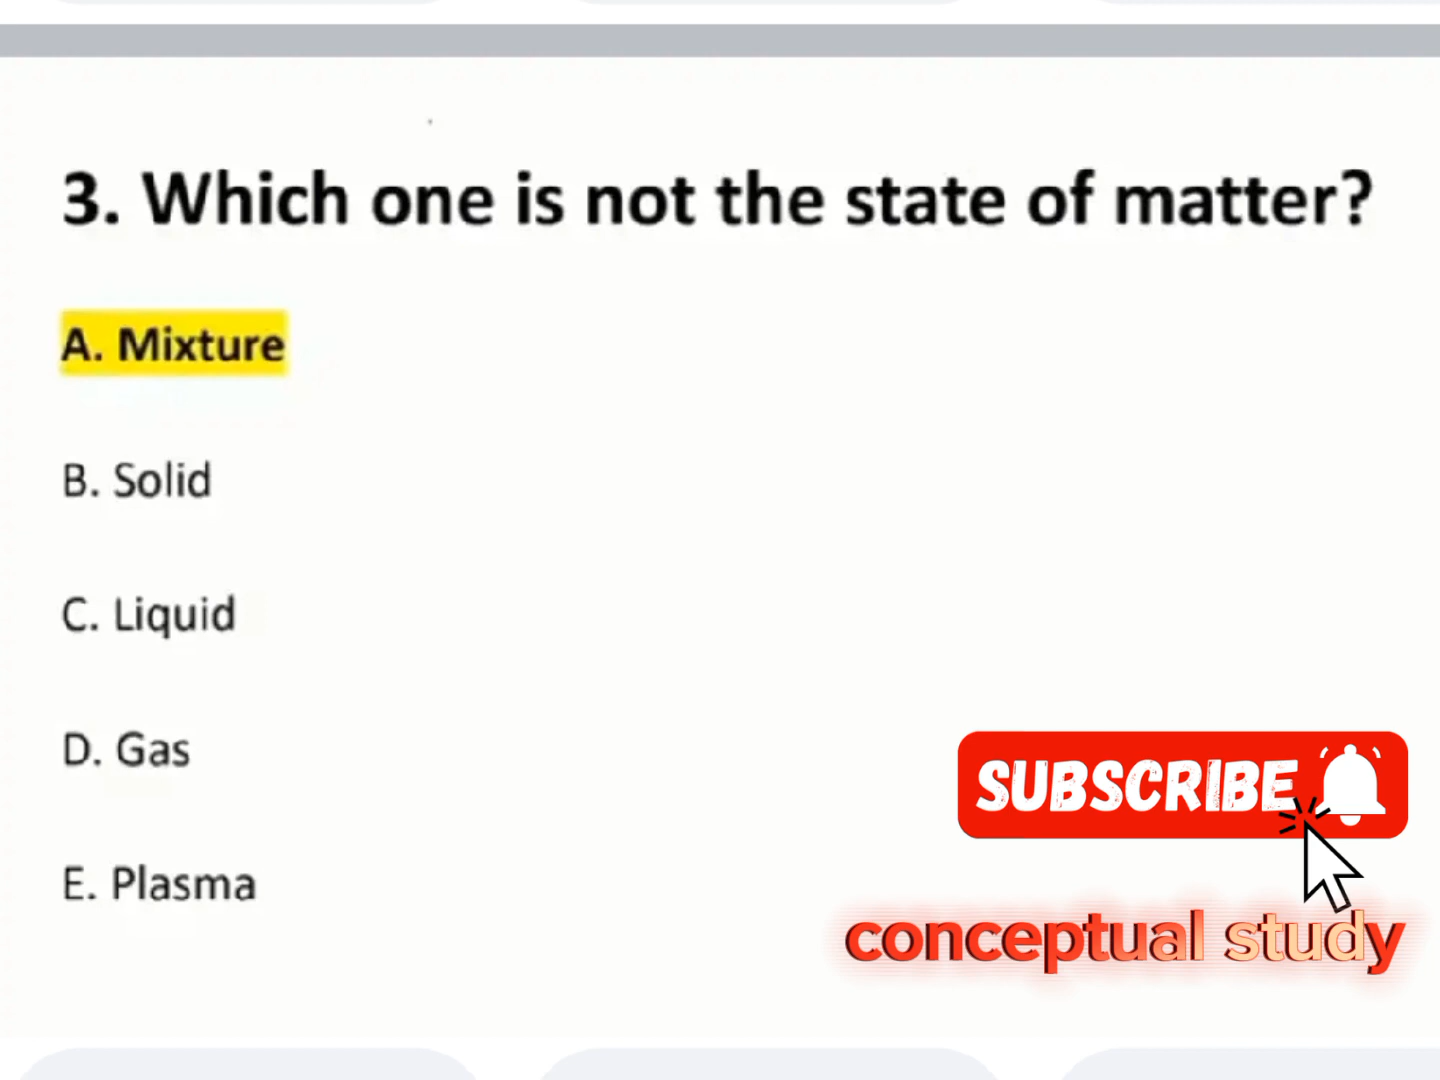 3. Which one is not the state of matter?
A. Mixture
B. Solid
C. Liquid
D. Gas
E. Plasma
SUBSCRIBE
conceptual study